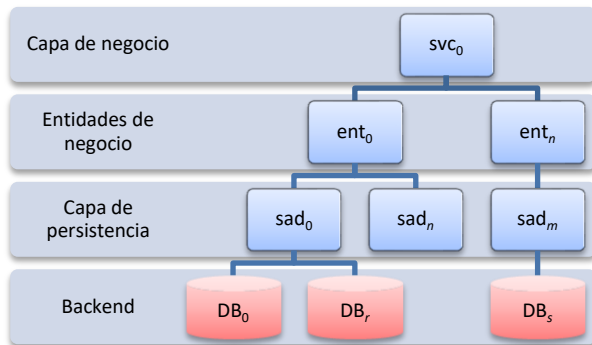 Capa de negocio
svc₀
Entidades de
negocio
ent₀
entₙ
Capa de
persistencia
sad₀
sadₙ
sadₘ
Backend
DB₀
DBᵣ
DBₛ